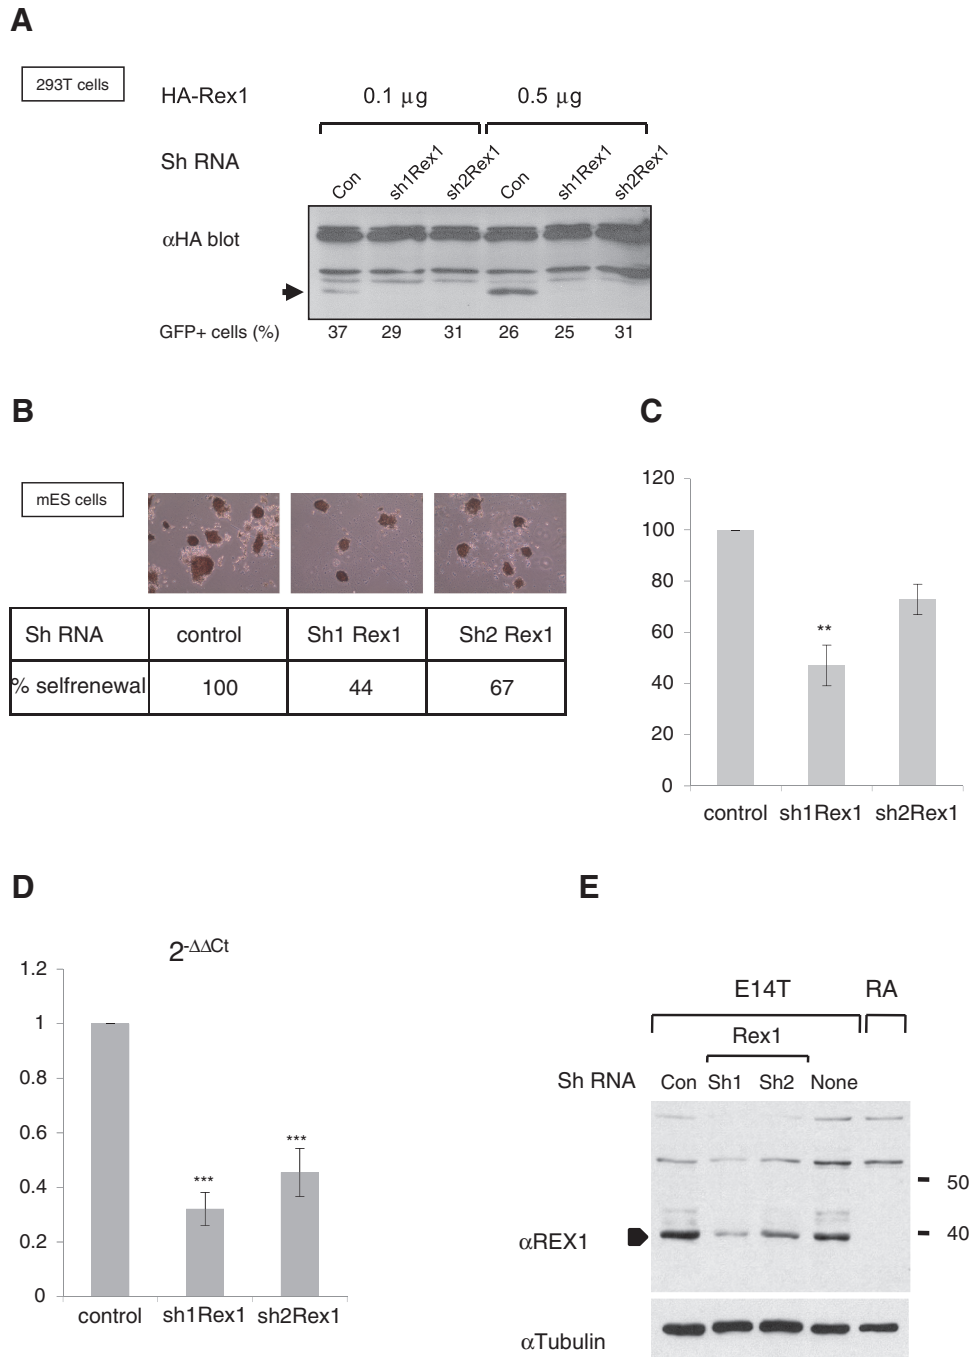 A
293T cells
HA-Rex1 0.1 μg 0.5 μg
Sh RNA Con sh1Rex1 sh2Rex1 Con sh1Rex1 sh2Rex1
αHA blot
GFP+ cells (%) 37 29 31 26 25 31
B
mES cells
Sh RNA control Sh1 Rex1 Sh2 Rex1
% selfrenewal 100 44 67
C
120
100
80
60
40
20
0
**
control sh1Rex1 sh2Rex1
D
2-ΔΔCt
1.2
1
0.8
0.6
0.4
0.2
0
***
***
control sh1Rex1 sh2Rex1
E
E14T RA
Rex1
Sh RNA Con Sh1 Sh2 None
50
αREX1 40
αTubulin